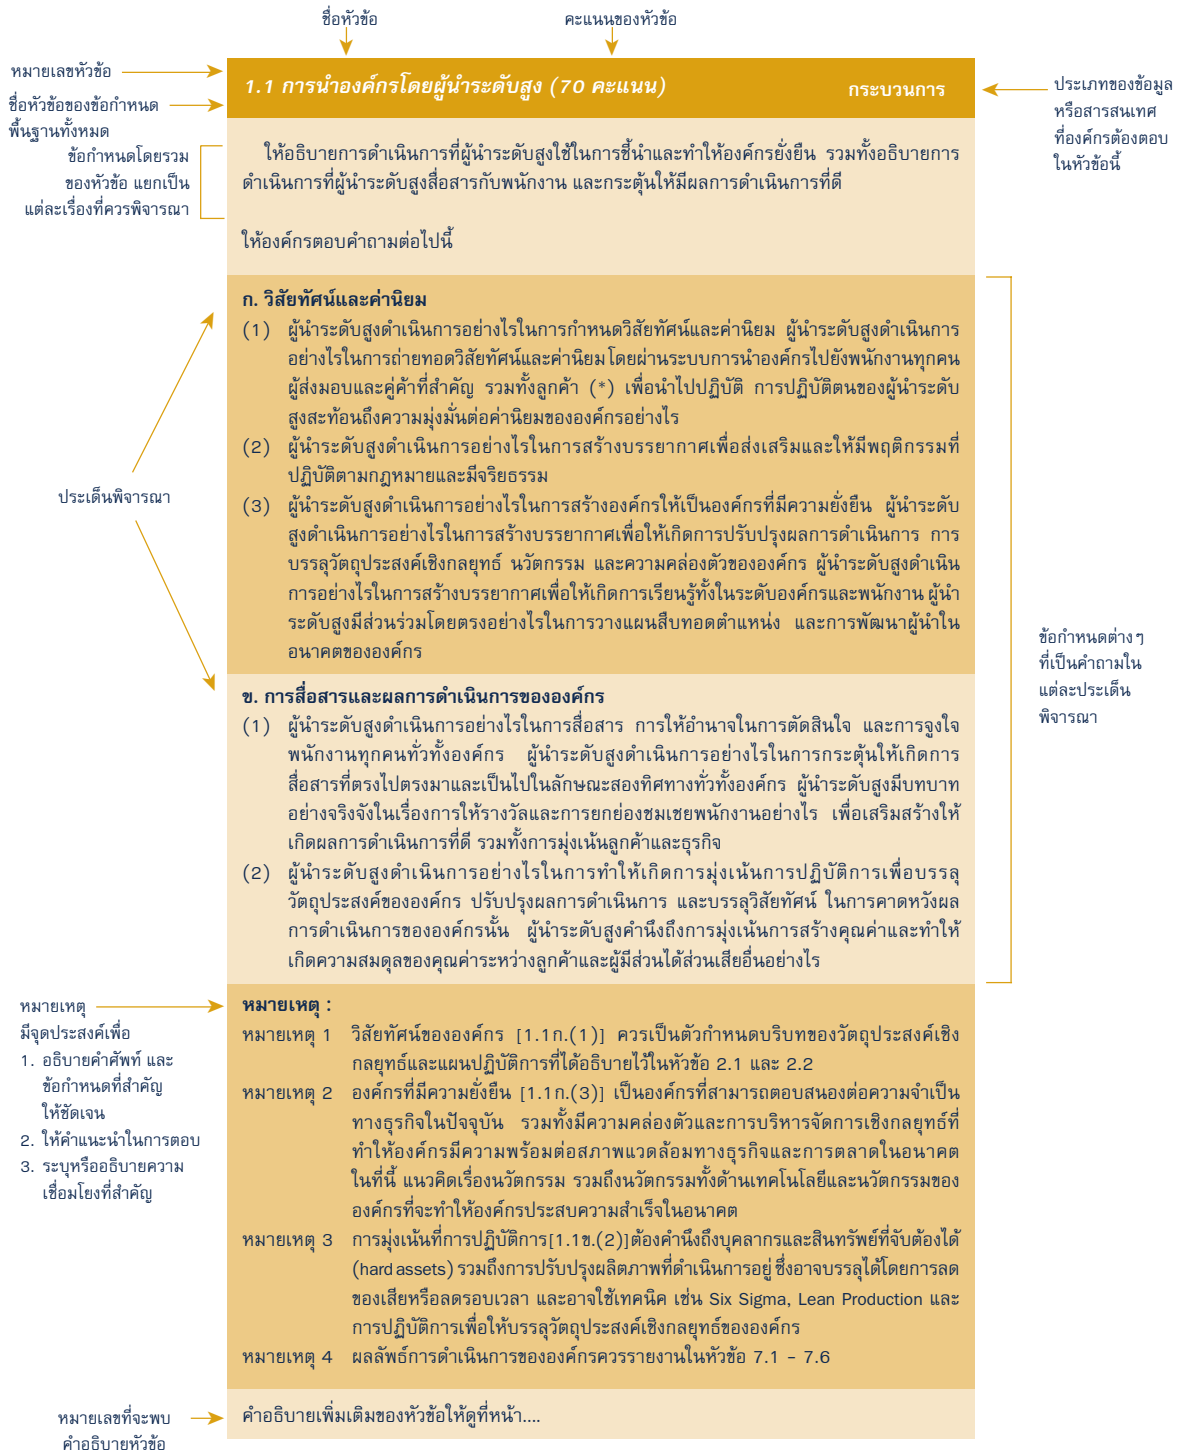 ชื่อหัวข้อ
คะแนนของหัวข้อ
หมายเลขหัวข้อ
ชื่อหัวข้อของข้อกำหนด
พื้นฐานทั้งหมด
ข้อกำหนดโดยรวม
ของหัวข้อ แยกเป็น
แต่ละเรื่องที่ควรพิจารณา
1.1 การนำองค์กรโดยผู้นำระดับสูง (70 คะแนน)
กระบวนการ
ประเภทของข้อมูล
หรือสารสนเทศ
ที่องค์กรต้องตอบ
ในหัวข้อนี้
ให้อธิบายการดำเนินการที่ผู้นำระดับสูงใช้ในการชี้นำและทำให้องค์กรยั่งยืน รวมทั้งอธิบายการ
ดำเนินการที่ผู้นำระดับสูงสื่อสารกับพนักงาน และกระตุ้นให้มีผลการดำเนินการที่ดี
ให้องค์กรตอบคำถามต่อไปนี้
ก. วิสัยทัศน์และค่านิยม
(1) ผู้นำระดับสูงดำเนินการอย่างไรในการกำหนดวิสัยทัศน์และค่านิยม ผู้นำระดับสูงดำเนินการ
อย่างไรในการถ่ายทอดวิสัยทัศน์และค่านิยมโดยผ่านระบบการนำองค์กรไปยังพนักงานทุกคน
ผู้ส่งมอบและคู่ค้าที่สำคัญ รวมทั้งลูกค้า (*) เพื่อนำไปปฏิบัติ การปฏิบัติตนของผู้นำระดับ
สูงสะท้อนถึงความมุ่งมั่นต่อค่านิยมขององค์กรอย่างไร
(2) ผู้นำระดับสูงดำเนินการอย่างไรในการสร้างบรรยากาศเพื่อส่งเสริมและให้มีพฤติกรรมที่
ปฏิบัติตามกฎหมายและมีจริยธรรม
(3) ผู้นำระดับสูงดำเนินการอย่างไรในการสร้างองค์กรให้เป็นองค์กรที่มีความยั่งยืน ผู้นำระดับ
สูงดำเนินการอย่างไรในการสร้างบรรยากาศเพื่อให้เกิดการปรับปรุงผลการดำเนินการ การ
บรรลุวัตถุประสงค์เชิงกลยุทธ์ นวัตกรรม และความคล่องตัวขององค์กร ผู้นำระดับสูงดำเนิน
การอย่างไรในการสร้างบรรยากาศเพื่อให้เกิดการเรียนรู้ทั้งในระดับองค์กรและพนักงาน ผู้นำ
ระดับสูงมีส่วนร่วมโดยตรงอย่างไรในการวางแผนสืบทอดตำแหน่ง และการพัฒนาผู้นำใน
อนาคตขององค์กร
ประเด็นพิจารณา
ข้อกำหนดต่างๆ
ที่เป็นคำถามใน
แต่ละประเด็น
พิจารณา
ข. การสื่อสารและผลการดำเนินการขององค์กร
(1) ผู้นำระดับสูงดำเนินการอย่างไรในการสื่อสาร การให้อำนาจในการตัดสินใจ และการจูงใจ
พนักงานทุกคนทั่วทั้งองค์กร ผู้นำระดับสูงดำเนินการอย่างไรในการกระตุ้นให้เกิดการ
สื่อสารที่ตรงไปตรงมาและเป็นไปในลักษณะสองทิศทางทั่วทั้งองค์กร ผู้นำระดับสูงมีบทบาท
อย่างจริงจังในเรื่องการให้รางวัลและการยกย่องชมเชยพนักงานอย่างไร เพื่อเสริมสร้างให้
เกิดผลการดำเนินการที่ดี รวมทั้งการมุ่งเน้นลูกค้าและธุรกิจ
(2) ผู้นำระดับสูงดำเนินการอย่างไรในการทำให้เกิดการมุ่งเน้นการปฏิบัติการเพื่อบรรลุ
วัตถุประสงค์ขององค์กร ปรับปรุงผลการดำเนินการ และบรรลุวิสัยทัศน์ ในการคาดหวังผล
การดำเนินการขององค์กรนั้น ผู้นำระดับสูงคำนึงถึงการมุ่งเน้นการสร้างคุณค่าและทำให้
เกิดความสมดุลของคุณค่าระหว่างลูกค้าและผู้มีส่วนได้ส่วนเสียอื่นอย่างไร
หมายเหตุ
มีจุดประสงค์เพื่อ
1. อธิบายคำศัพท์ และ
ข้อกำหนดที่สำคัญ
ให้ชัดเจน
2. ให้คำแนะนำในการตอบ
3. ระบุหรืออธิบายความ
เชื่อมโยงที่สำคัญ
หมายเหตุ :
หมายเหตุ 1 วิสัยทัศน์ขององค์กร [1.1ก.(1)] ควรเป็นตัวกำหนดบริบทของวัตถุประสงค์เชิง
กลยุทธ์และแผนปฏิบัติการที่ได้อธิบายไว้ในหัวข้อ 2.1 และ 2.2
หมายเหตุ 2 องค์กรที่มีความยั่งยืน [1.1ก.(3)] เป็นองค์กรที่สามารถตอบสนองต่อความจำเป็น
ทางธุรกิจในปัจจุบัน รวมทั้งมีความคล่องตัวและการบริหารจัดการเชิงกลยุทธ์ที่
ทำให้องค์กรมีความพร้อมต่อสภาพแวดล้อมทางธุรกิจและการตลาดในอนาคต
ในที่นี้ แนวคิดเรื่องนวัตกรรม รวมถึงนวัตกรรมทั้งด้านเทคโนโลยีและนวัตกรรมของ
องค์กรที่จะทำให้องค์กรประสบความสำเร็จในอนาคต
หมายเหตุ 3 การมุ่งเน้นที่การปฏิบัติการ[1.1ข.(2)]ต้องคำนึงถึงบุคลากรและสินทรัพย์ที่จับต้องได้
(hard assets) รวมถึงการปรับปรุงผลิตภาพที่ดำเนินการอยู่ ซึ่งอาจบรรลุได้โดยการลด
ของเสียหรือลดรอบเวลา และอาจใช้เทคนิค เช่น Six Sigma, Lean Production และ
การปฏิบัติการเพื่อให้บรรลุวัตถุประสงค์เชิงกลยุทธ์ขององค์กร
หมายเหตุ 4 ผลลัพธ์การดำเนินการขององค์กรควรรายงานในหัวข้อ 7.1 – 7.6
หมายเลขที่จะพบ
คำอธิบายหัวข้อ
คำอธิบายเพิ่มเติมของหัวข้อให้ดูที่หน้า....